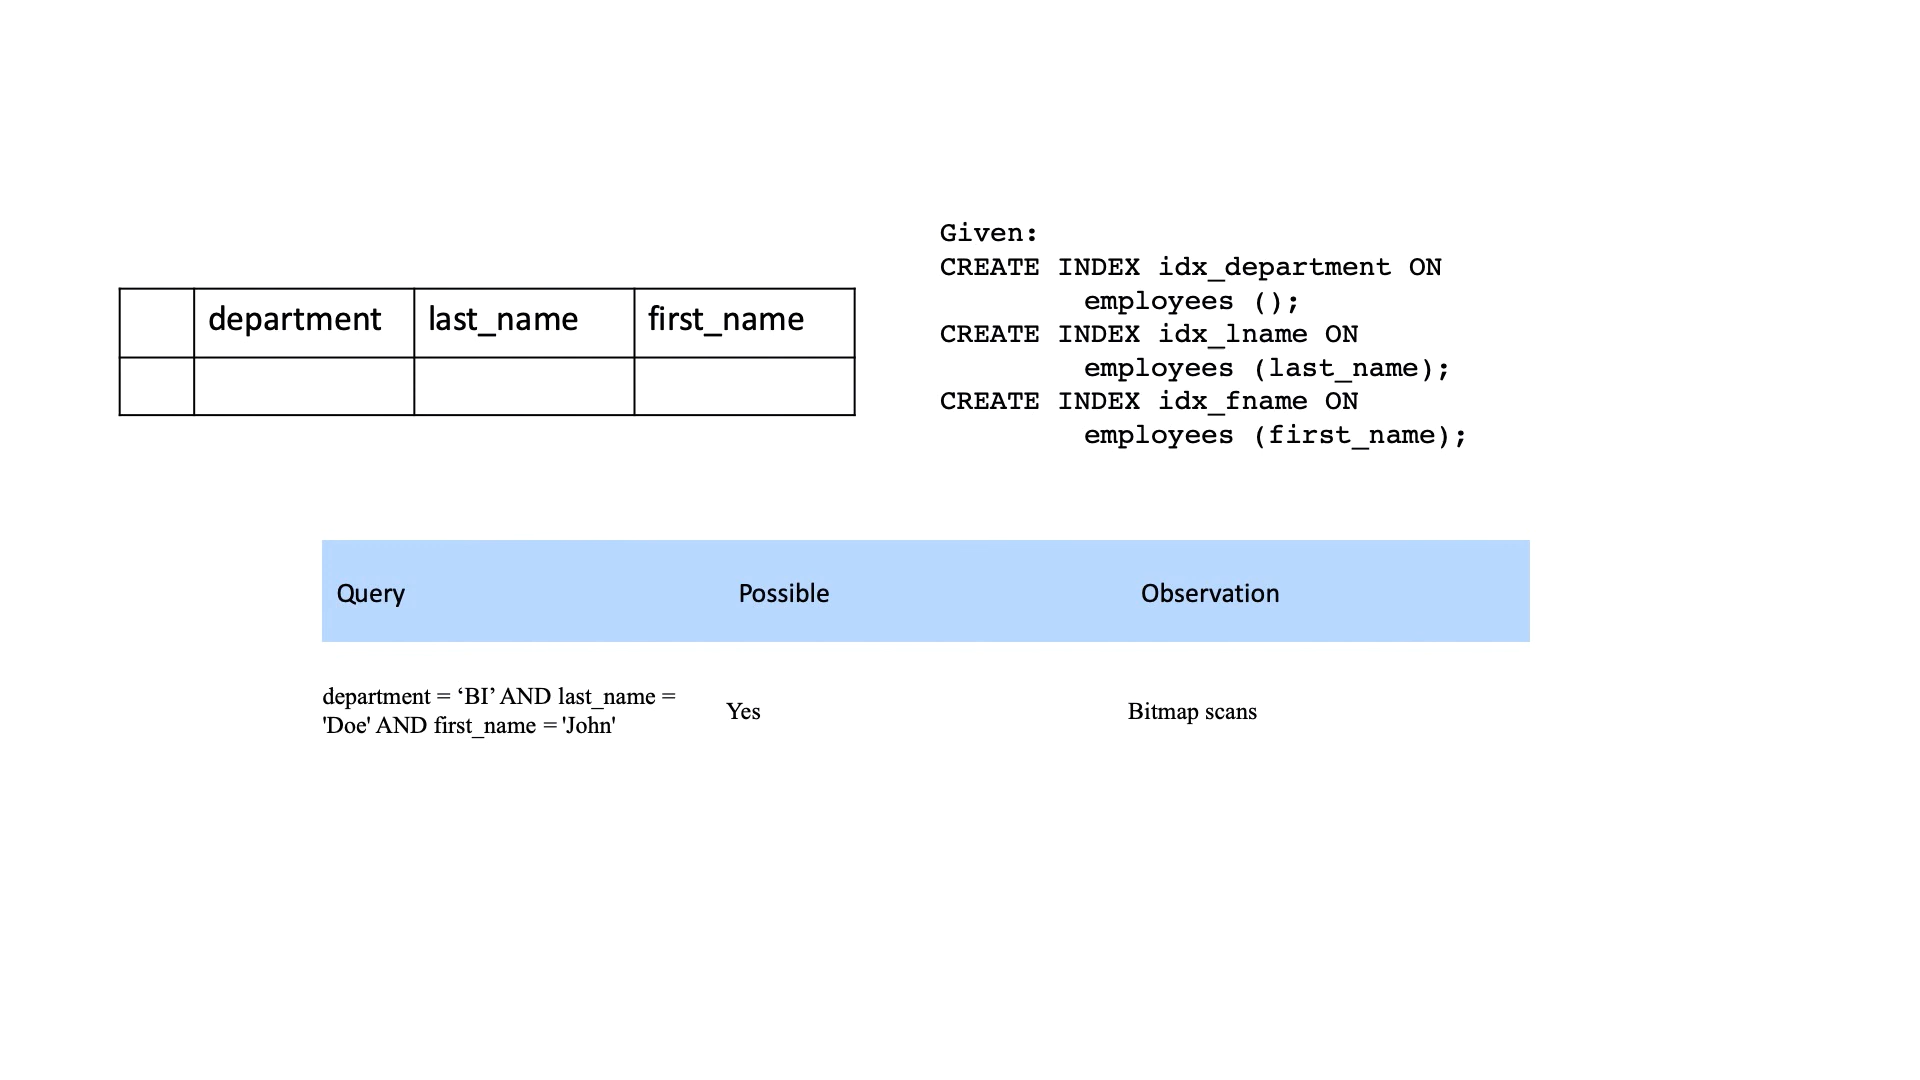 department last_name first_name
Given:
CREATE INDEX idx_department ON
employees ();
CREATE INDEX idx_lname ON
employees (last_name);
CREATE INDEX idx_fname ON
employees (first_name);
Query Possible Observation
department = ‘BI’ AND last_name =
'Doe' AND first_name = 'John'
Yes
Bitmap scans